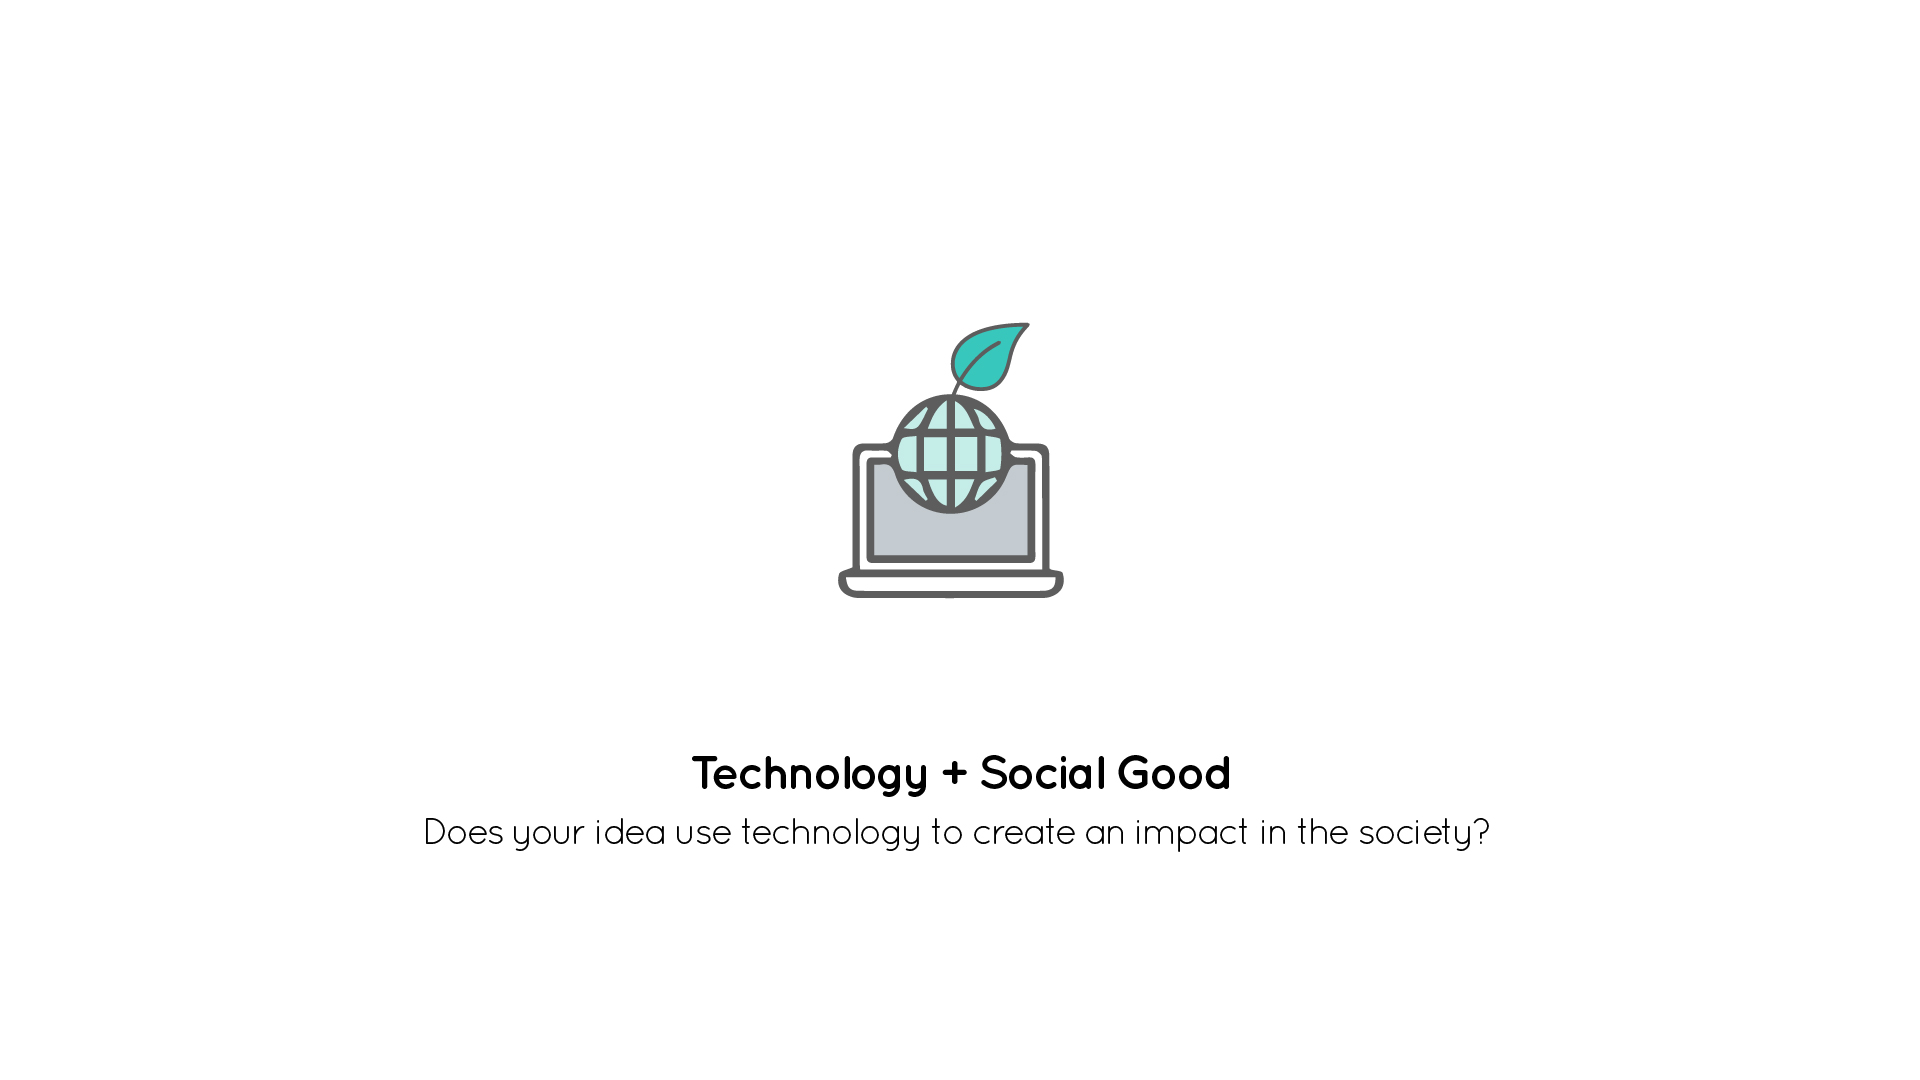 Technology + Social Good
Does your idea use technology to create an impact in the society?